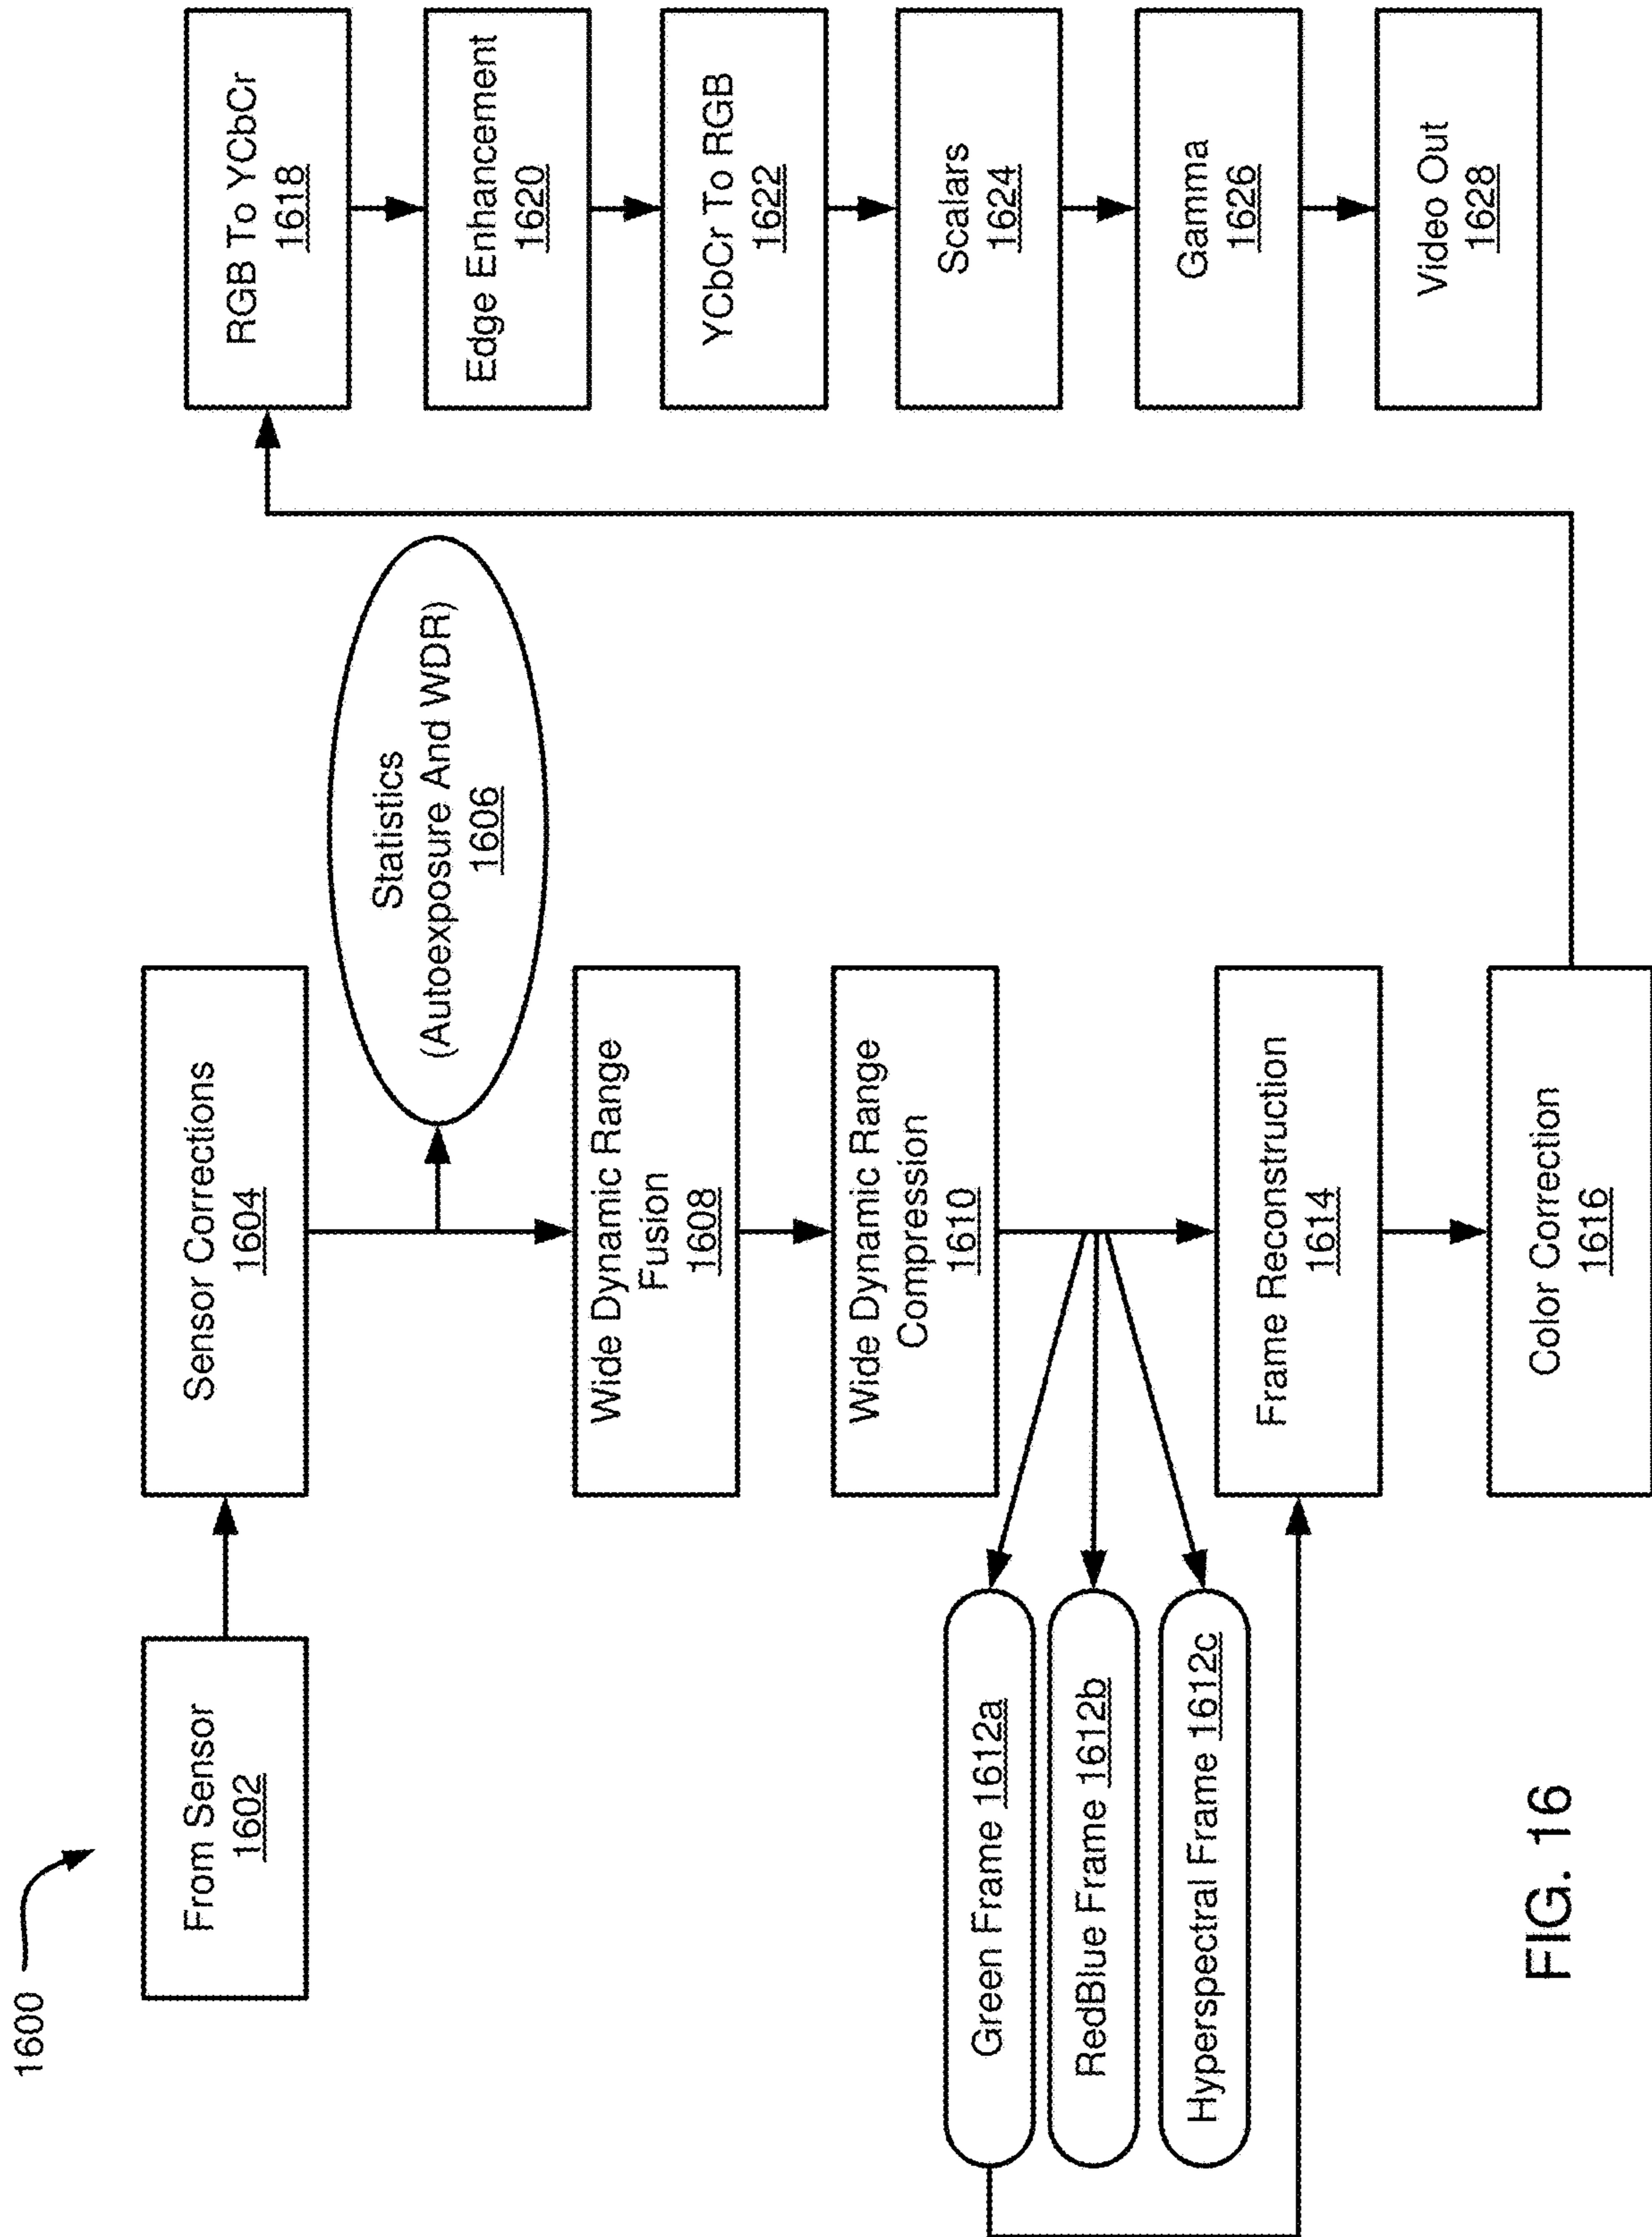 1600
From Sensor
1602
Sensor Corrections
1604
Statistics
(Autoexposure And WDR)
1606
Wide Dynamic Range
Fusion
1608
Wide Dynamic Range
Compression
1610
Green Frame 1612a
RedBlue Frame 1612b
Hyperspectral Frame 1612c
Frame Reconstruction
1614
Color Correction
1616
RGB To YCbCr
1618
Edge Enhancement
1620
YCbCr To RGB
1622
Scalars
1624
Gamma
1626
Video Out
1628
FIG. 16